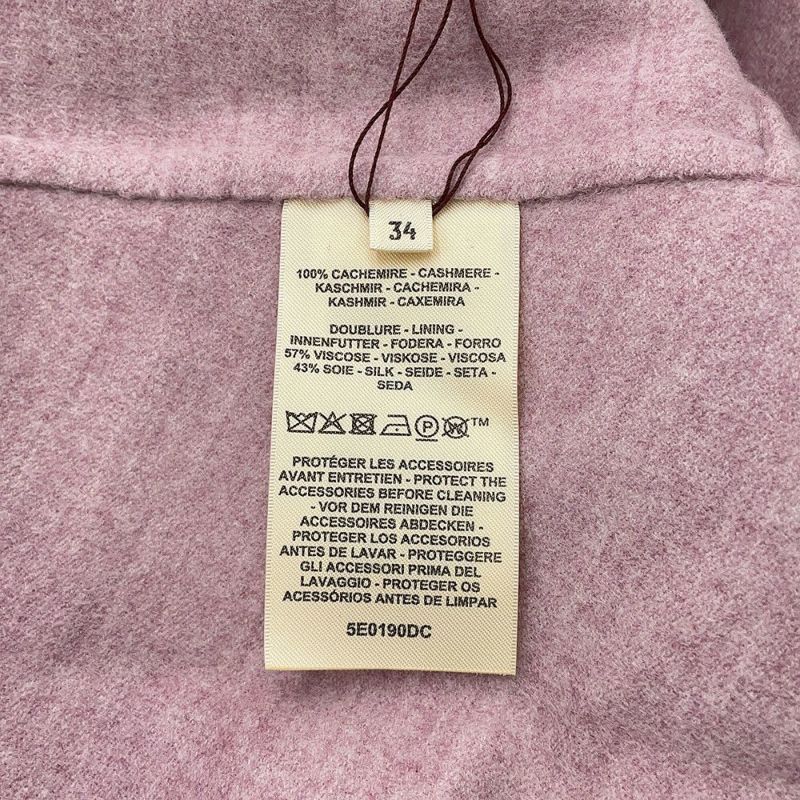 34
100% CACHEMIRE - CASHMERE -
KASCHMIR - CACHEMIRA -
KASHMIR - CAXEMIRA
DOUBLURE - LINING -
INNENFUTTER - FODERA - FORRO
57% VISCOSE - VISKOSE - VISCOSA
43% SOIE - SILK - SEIDE - SETA -
SEDA
P W TM
PROTÉGER LES ACCESSOIRES
AVANT ENTRETIEN - PROTECT THE
ACCESSORIES BEFORE CLEANING
- VOR DEM REINIGEN DIE
ACCESSOIRES ABDECKEN -
PROTEGER LOS ACCESORIOS
ANTES DE LAVAR - PROTEGGERE
GLI ACCESSORI PRIMA DEL
LAVAGGIO - PROTEGER OS
ACESSÓRIOS ANTES DE LIMPAR
5E0190DC